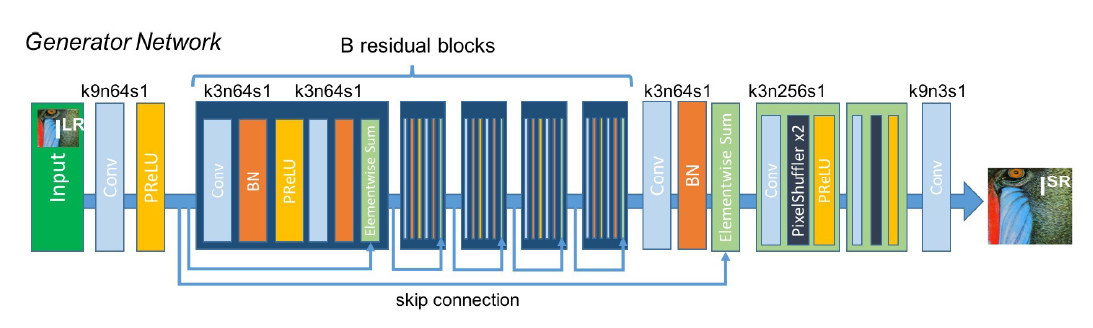 Generator Network
B residual blocks
k9n64s1
k3n64s1
k3n64s1
k3n64s1
k3n256s1
k9n3s1
I LR
Input
Conv
PReLU
Conv
BN
PReLU
Elementwise Sum
Conv
BN
Elementwise Sum
Conv
PixelShuffler x2
PReLU
Conv
I SR
skip connection